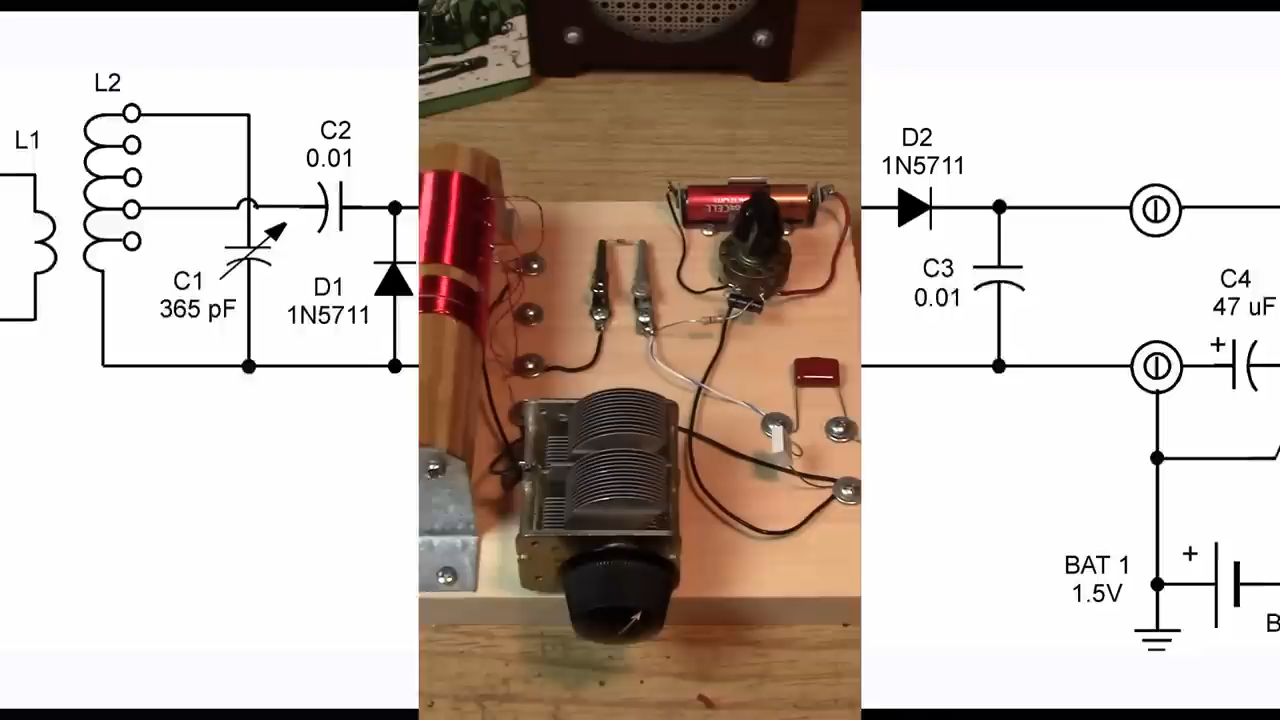 L1
L2
C1
365 pF
C2
0.01
D1
1N5711
D2
1N5711
C3
0.01
C4
47 uF
+
BAT 1
1.5V
+